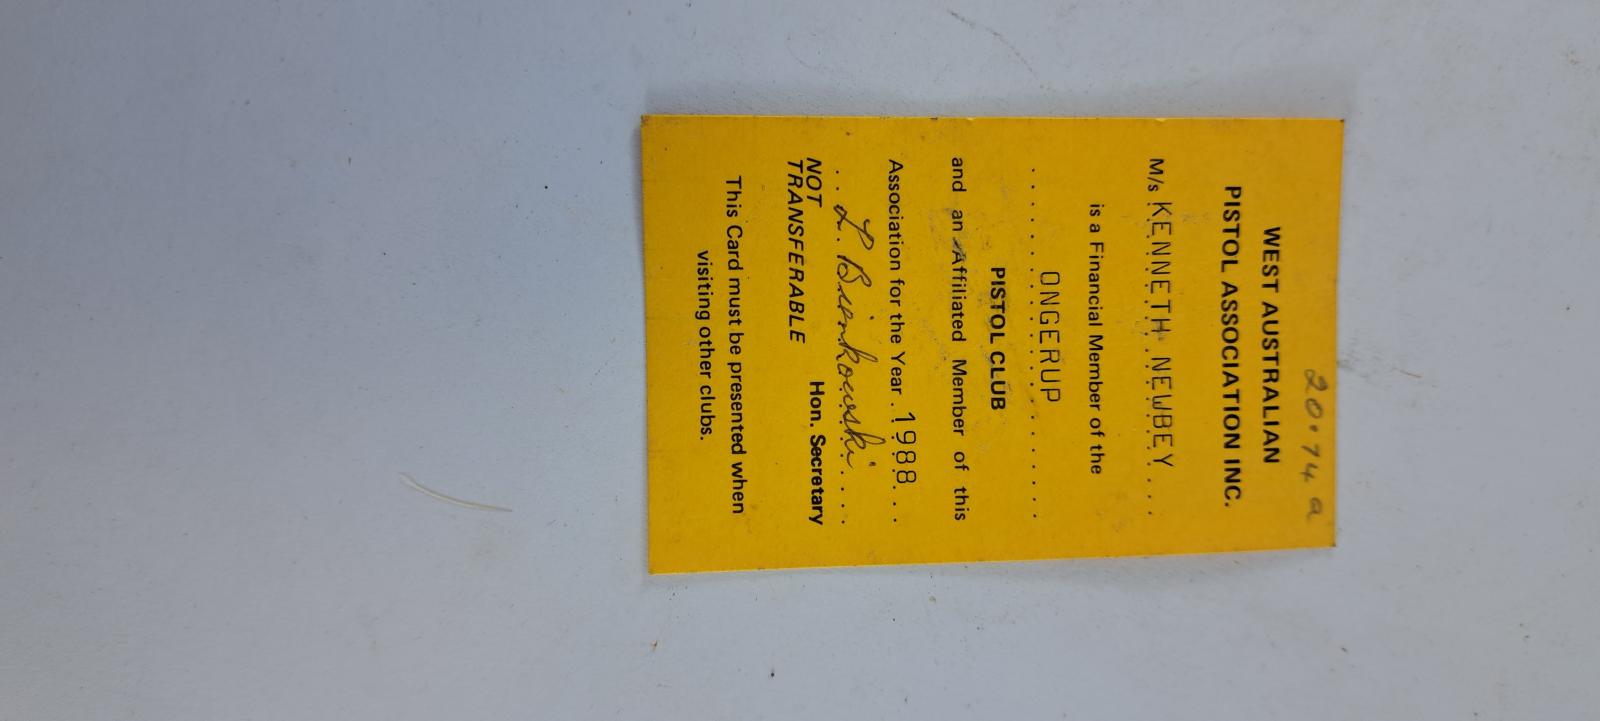 20.74 a
WEST AUSTRALIAN
PISTOL ASSOCIATION INC.
M/s KENNETH NEWBEY ...
is a Financial Member of the
ONGERUP
PISTOL CLUB
and an Affiliated Member of this
Association for the Year . 1988 . .
. . . L. Bienkowski . . . .
NOT Hon. Secretary
TRANSFERABLE
This Card must be presented when
visiting other clubs.